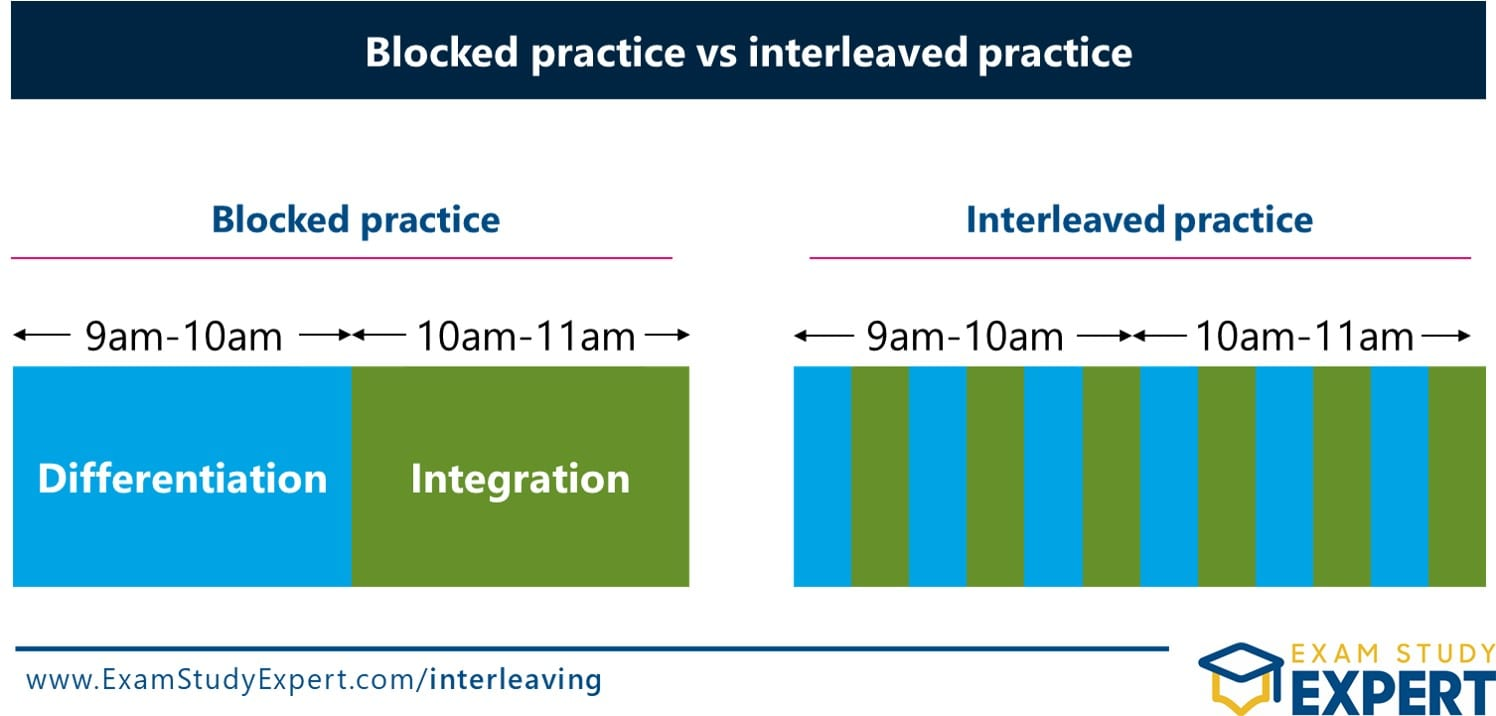 Blocked practice vs interleaved practice
Blocked practice
9am-10am 10am-11am
Differentiation Integration
Interleaved practice
9am-10am 10am-11am
www.ExamStudyExpert.com/interleaving
EXAM STUDY
EXPERT